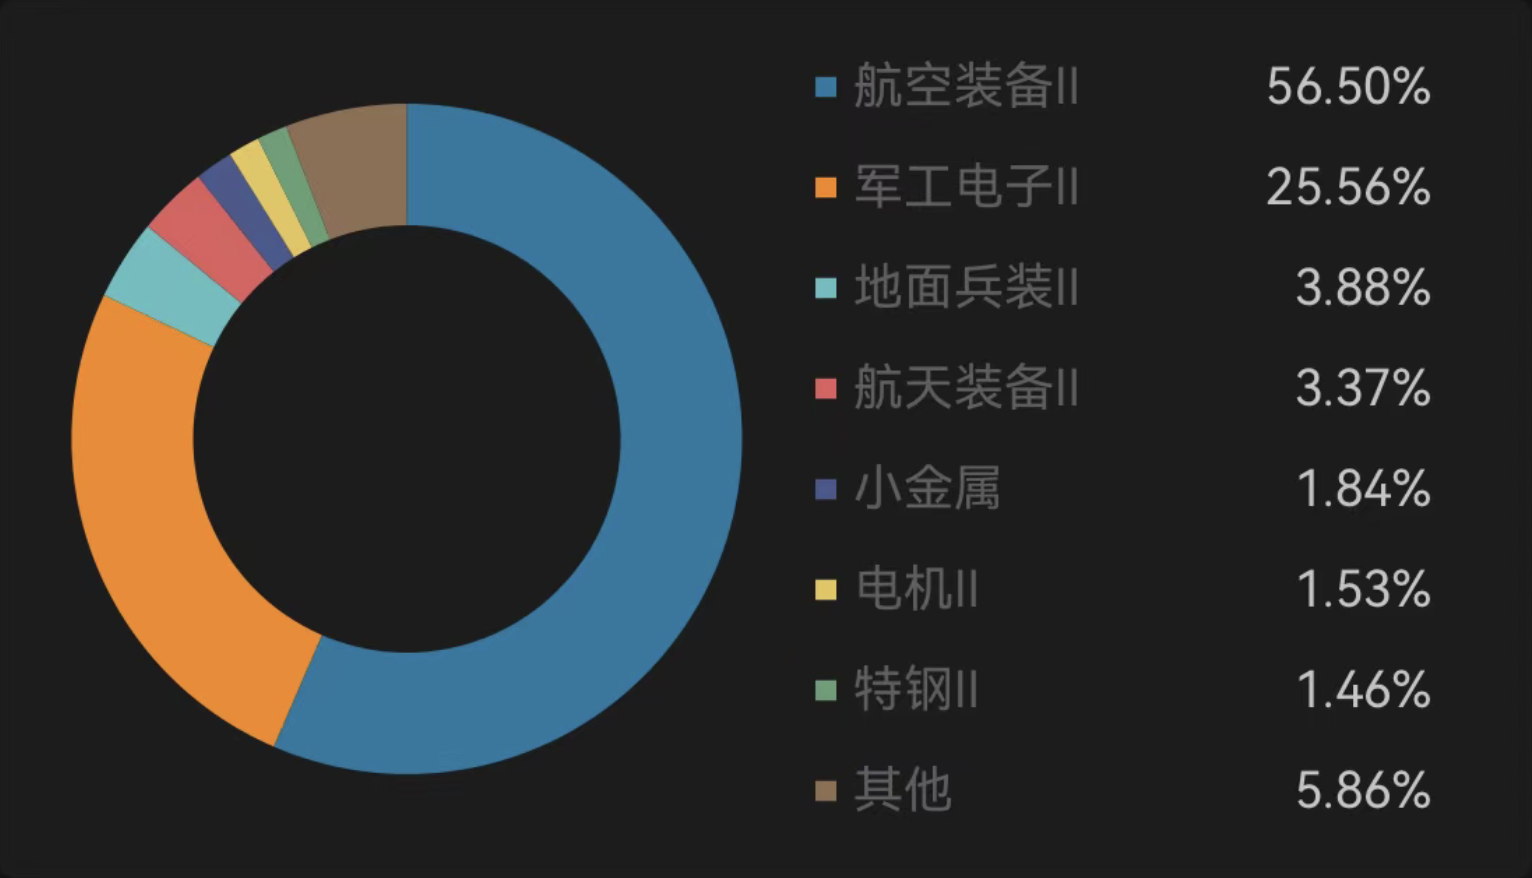 航空装备II 56.50%
军工电子II 25.56%
地面兵装II 3.88%
航天装备II 3.37%
小金属 1.84%
电机II 1.53%
特钢II 1.46%
其他 5.86%